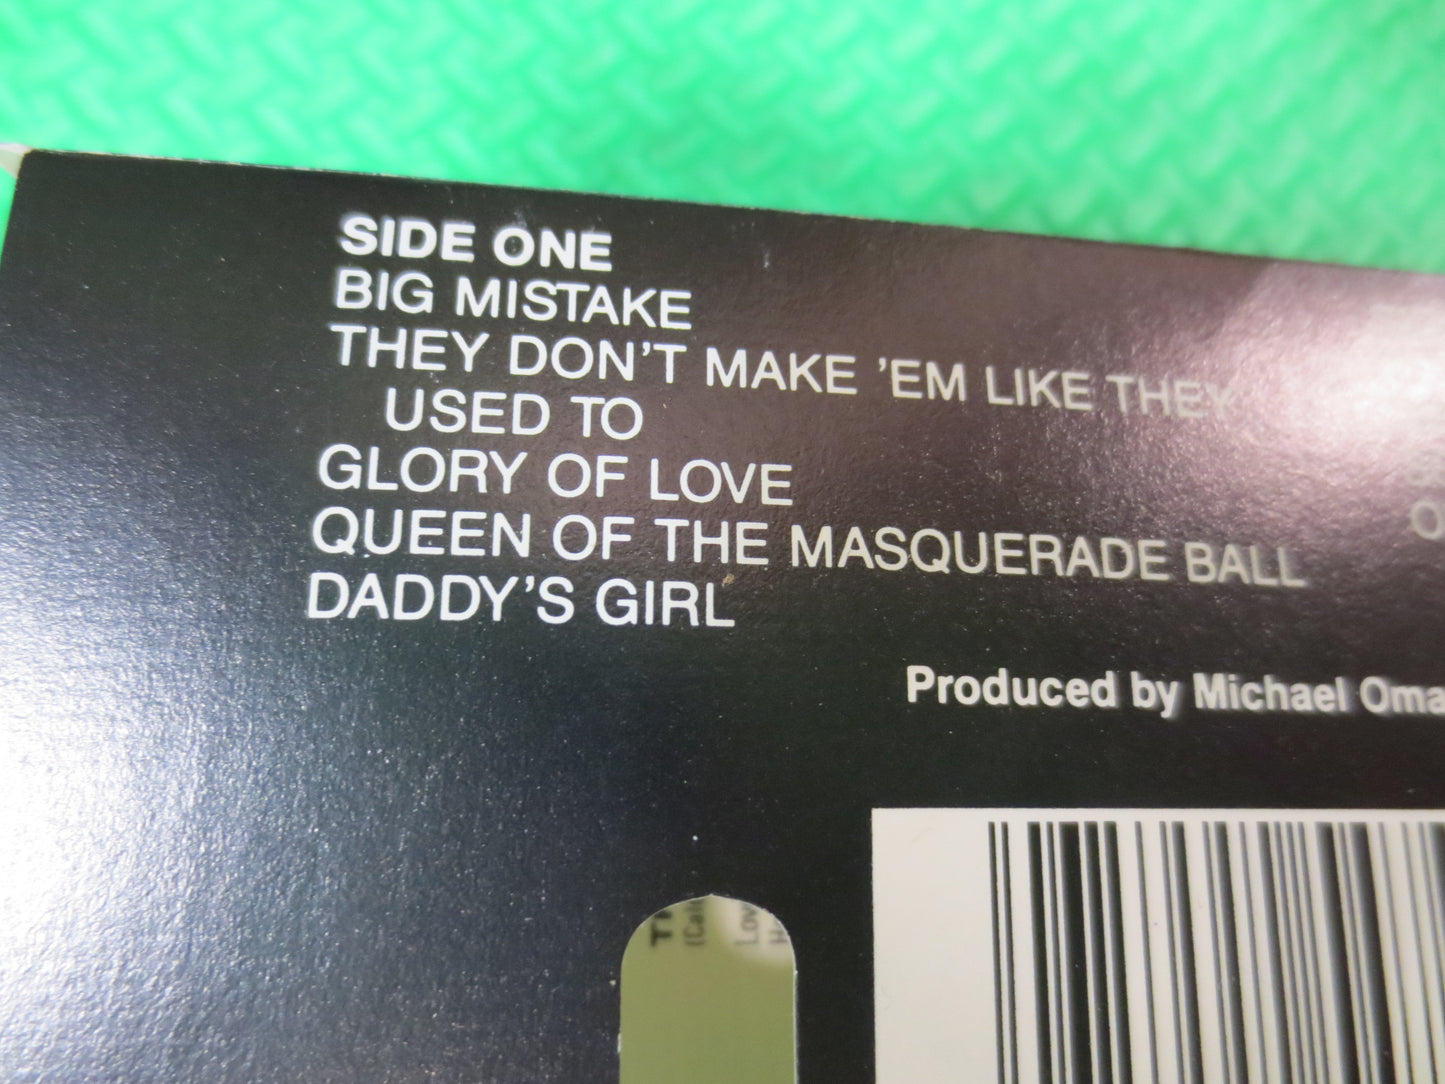 SIDE ONE
BIG MISTAKE
THEY DON'T MAKE 'EM LIKE THEY
USED TO
GLORY OF LOVE
QUEEN OF THE MASQUERADE BALL
DADDY'S GIRL
Produced by Michael Oma